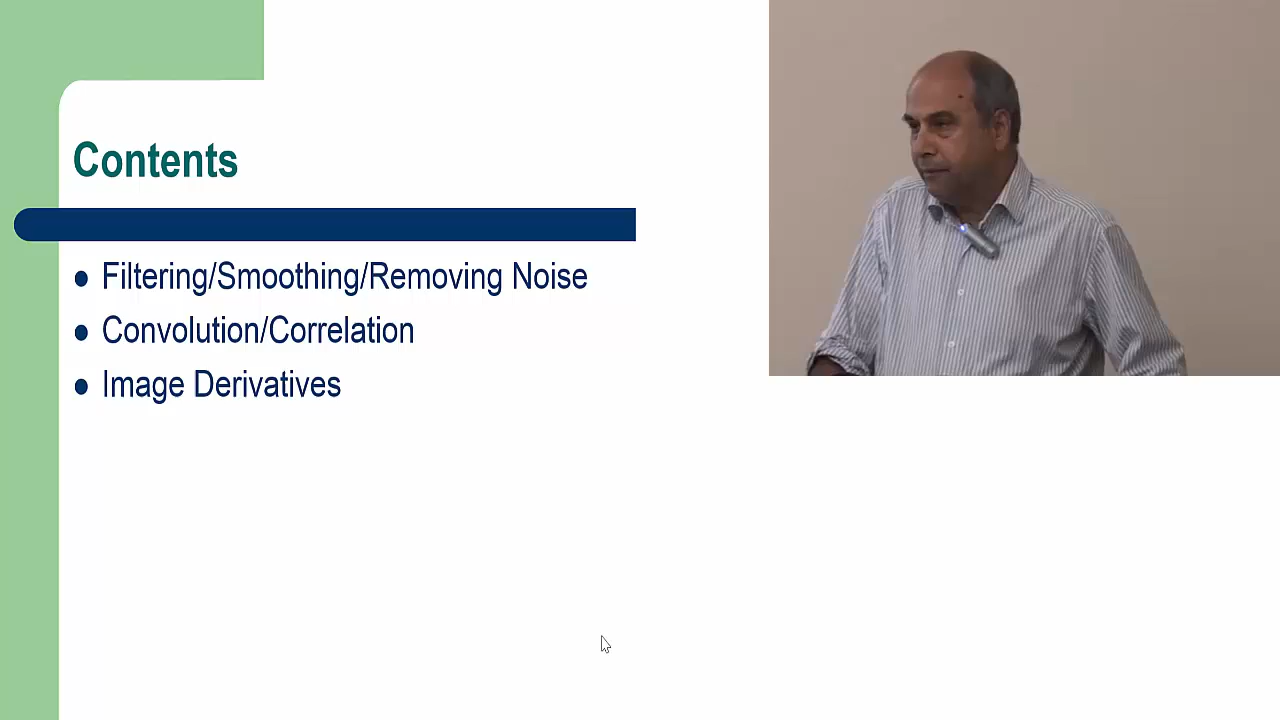 Contents
Filtering/Smoothing/Removing Noise
Convolution/Correlation
Image Derivatives